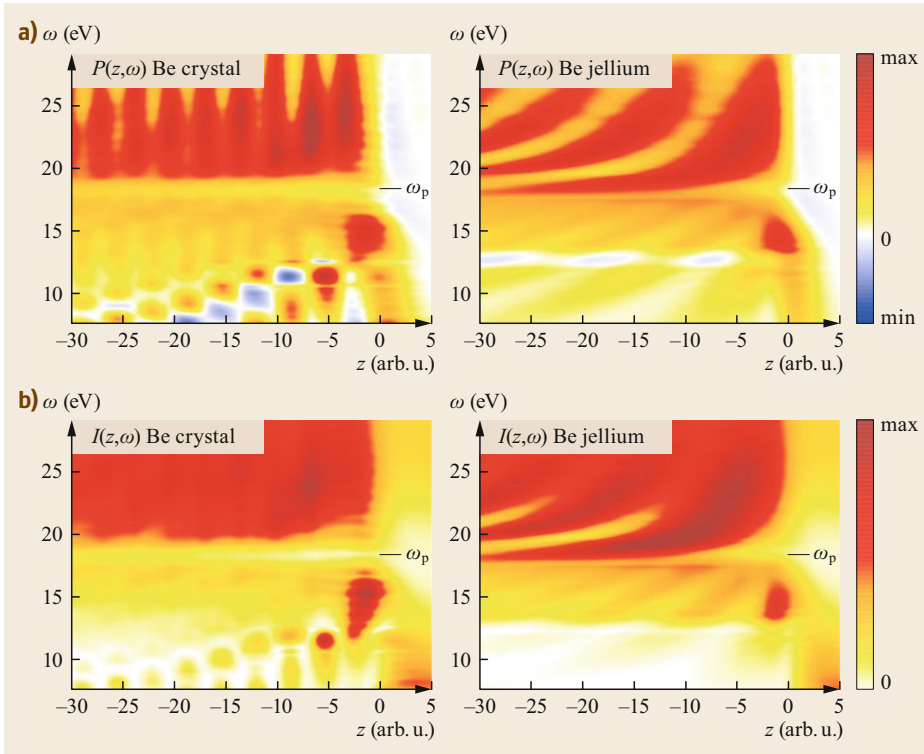 a) ω (eV) ω (eV)
P(z,ω) Be crystal P(z,ω) Be jellium max
25 25
20 20
ωp ωp
15 15 0
10 10
min
−30 −25 −20 −15 −10 −5 0 5 −30 −25 −20 −15 −10 −5 0 5
z (arb. u.) z (arb. u.)
b) ω (eV) ω (eV)
I(z,ω) Be crystal I(z,ω) Be jellium max
25 25
20 20
ωp ωp
15 15
10 10
0
−30 −25 −20 −15 −10 −5 0 5 −30 −25 −20 −15 −10 −5 0 5
z (arb. u.) z (arb. u.)